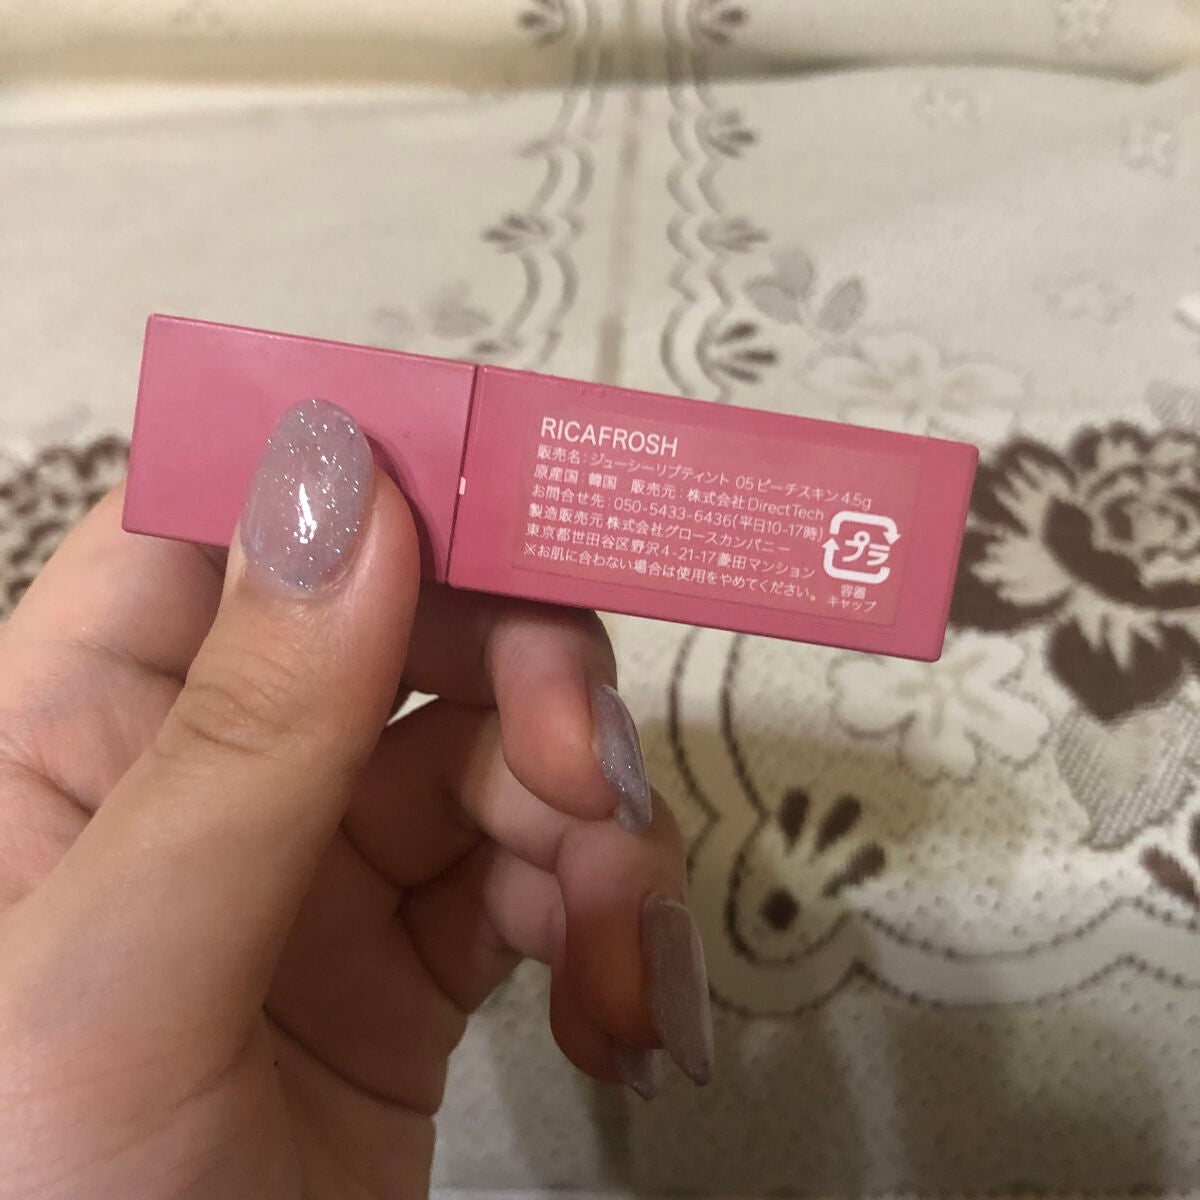 RICAFROSH
販売名:ジューシーリプティント 05 ピーチスキン 4.5g
原産国:韓国 販売元:株式会社DirectTech
お問合せ先:050-5433-6436(平日10-17時)
製造販売元 株式会社グロースカンパニー
東京都世田谷区野沢4-21-17菱田マンション
※お肌に合わない場合は使用をやめてください。
プラ
容器
キャップ